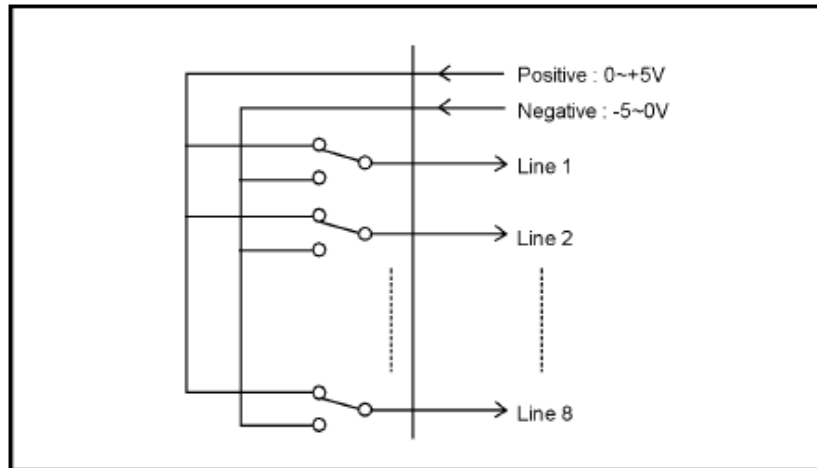 Positive : 0~+5V
Negative : -5~0V
Line 1
Line 2
Line 8